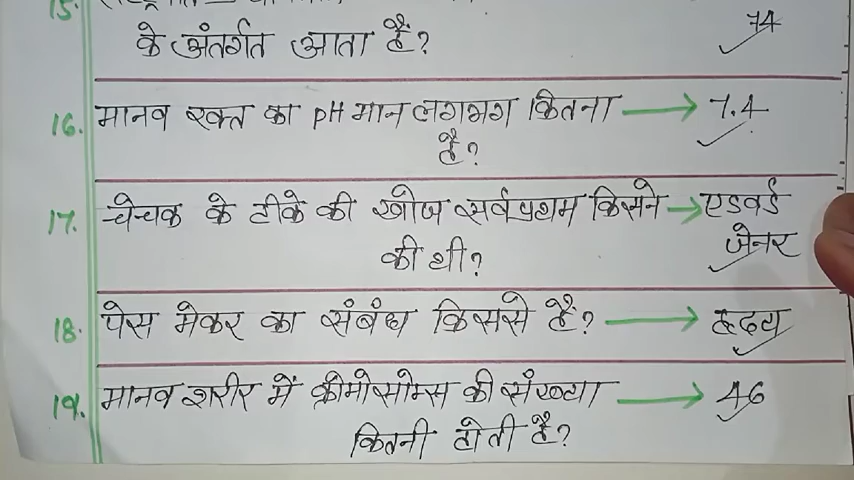 15.
के अंतर्गत आता है? 74
16. मानव रक्त का pH मान लगभग कितना → 7.4
है?
17. चेचक के टीके की खोज सर्वप्रथम किसने → एडवर्ड
की थी? जेनर
18. पेस मेकर का संबंध किससे है? → हृदय
19. मानव शरीर में क्रोमोसोम्स की संख्या → 46
कितनी होती है?